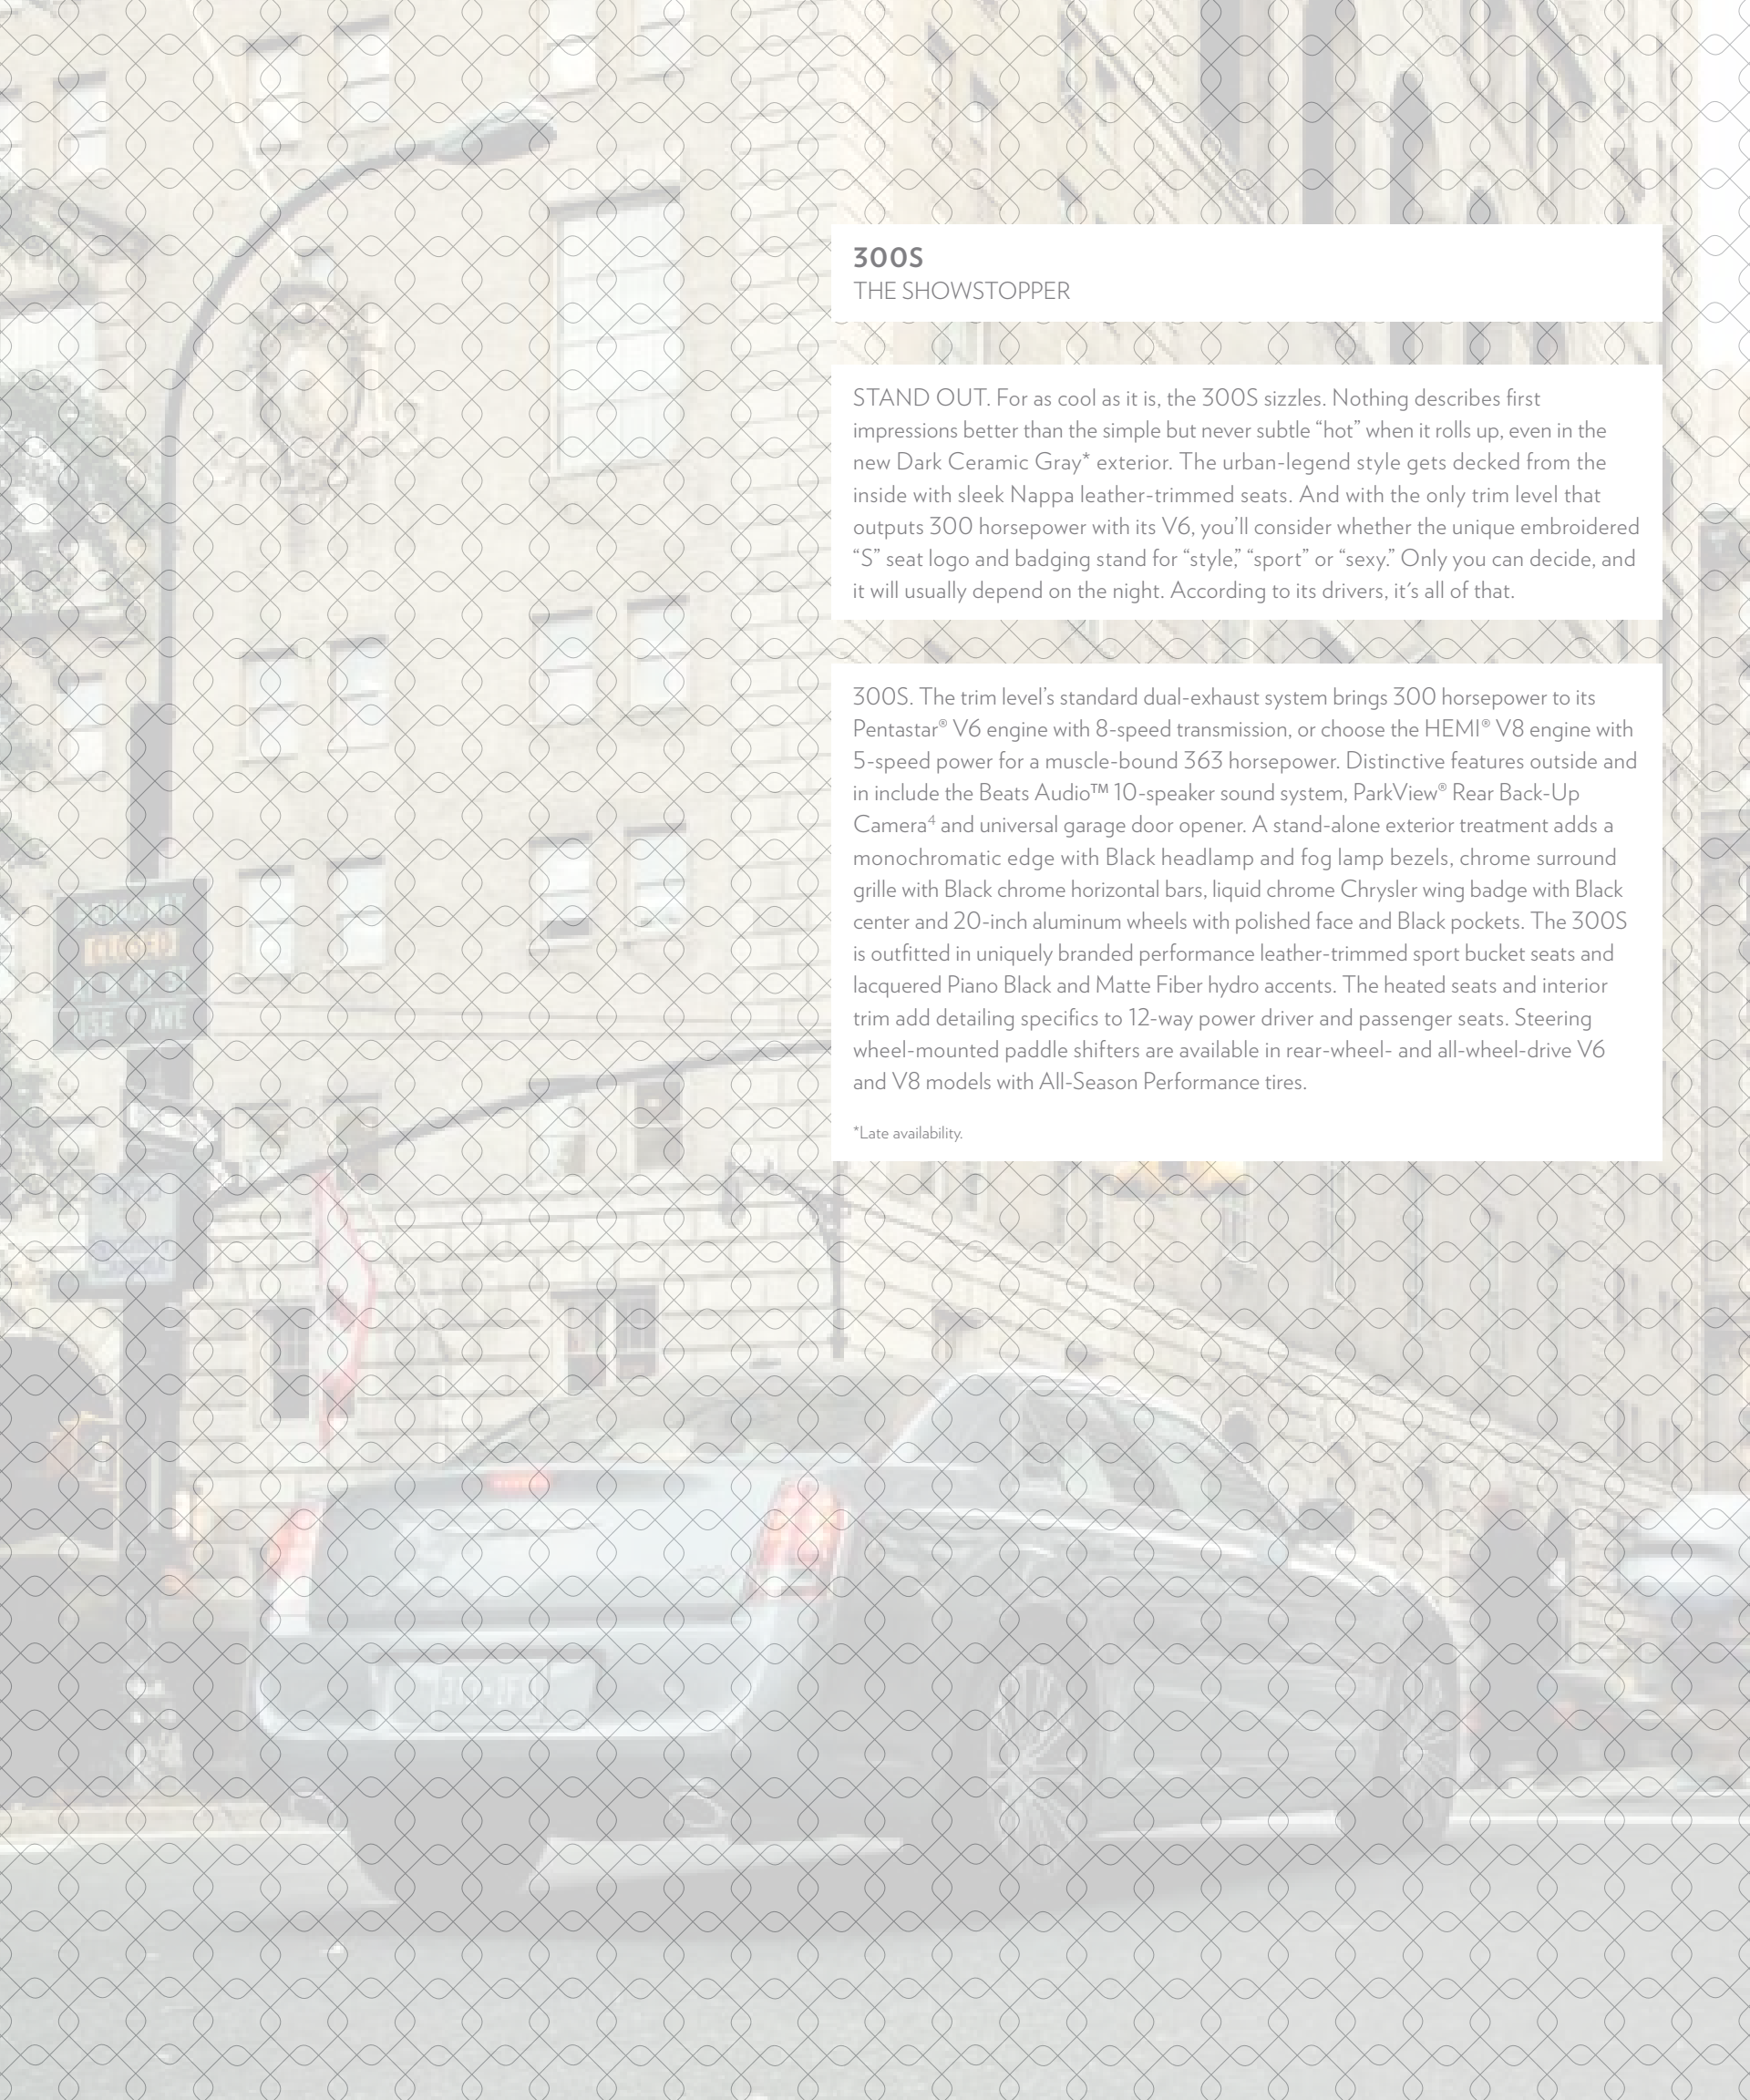 300S
THE SHOWSTOPPER
STAND OUT. For as cool as it is, the 300S sizzles. Nothing describes first
impressions better than the simple but never subtle “hot” when it rolls up, even in the
new Dark Ceramic Gray* exterior. The urban-legend style gets decked from the
inside with sleek Nappa leather-trimmed seats. And with the only trim level that
outputs 300 horsepower with its V6, you’ll consider whether the unique embroidered
“S” seat logo and badging stand for “style,” “sport” or “sexy.” Only you can decide, and
it will usually depend on the night. According to its drivers, it's all of that.
300S. The trim level’s standard dual-exhaust system brings 300 horsepower to its
Pentastar® V6 engine with 8-speed transmission, or choose the HEMI® V8 engine with
5-speed power for a muscle-bound 363 horsepower. Distinctive features outside and
in include the Beats Audio™ 10-speaker sound system, ParkView® Rear Back-Up
Camera4 and universal garage door opener. A stand-alone exterior treatment adds a
monochromatic edge with Black headlamp and fog lamp bezels, chrome surround
grille with Black chrome horizontal bars, liquid chrome Chrysler wing badge with Black
center and 20-inch aluminum wheels with polished face and Black pockets. The 300S
is outfitted in uniquely branded performance leather-trimmed sport bucket seats and
lacquered Piano Black and Matte Fiber hydro accents. The heated seats and interior
trim add detailing specifics to 12-way power driver and passenger seats. Steering
wheel-mounted paddle shifters are available in rear-wheel- and all-wheel-drive V6
and V8 models with All-Season Performance tires.
*Late availability.
CLOSED
USE AVE